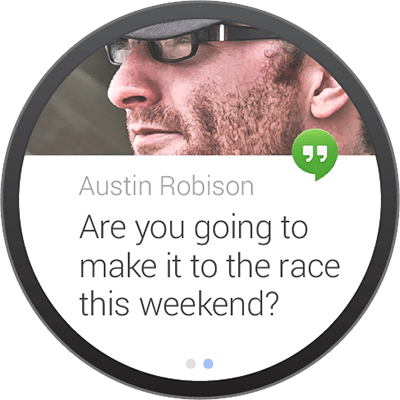 Austin Robison
Are you going to
make it to the race
this weekend?